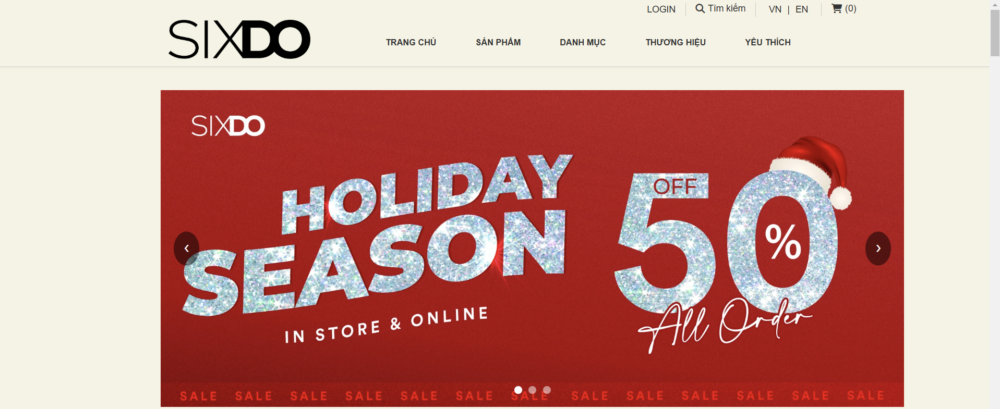 LOGIN Tìm kiếm VN | EN (0)
SIXDO
TRANG CHỦ SẢN PHẨM DANH MỤC THƯƠNG HIỆU YÊU THÍCH
SIXDO
HOLIDAY
SEASON
IN STORE & ONLINE
OFF
50
%
All Order
SALE SALE SALE SALE SALE SALE SALE SALE SALE SALE SALE SALE SALE